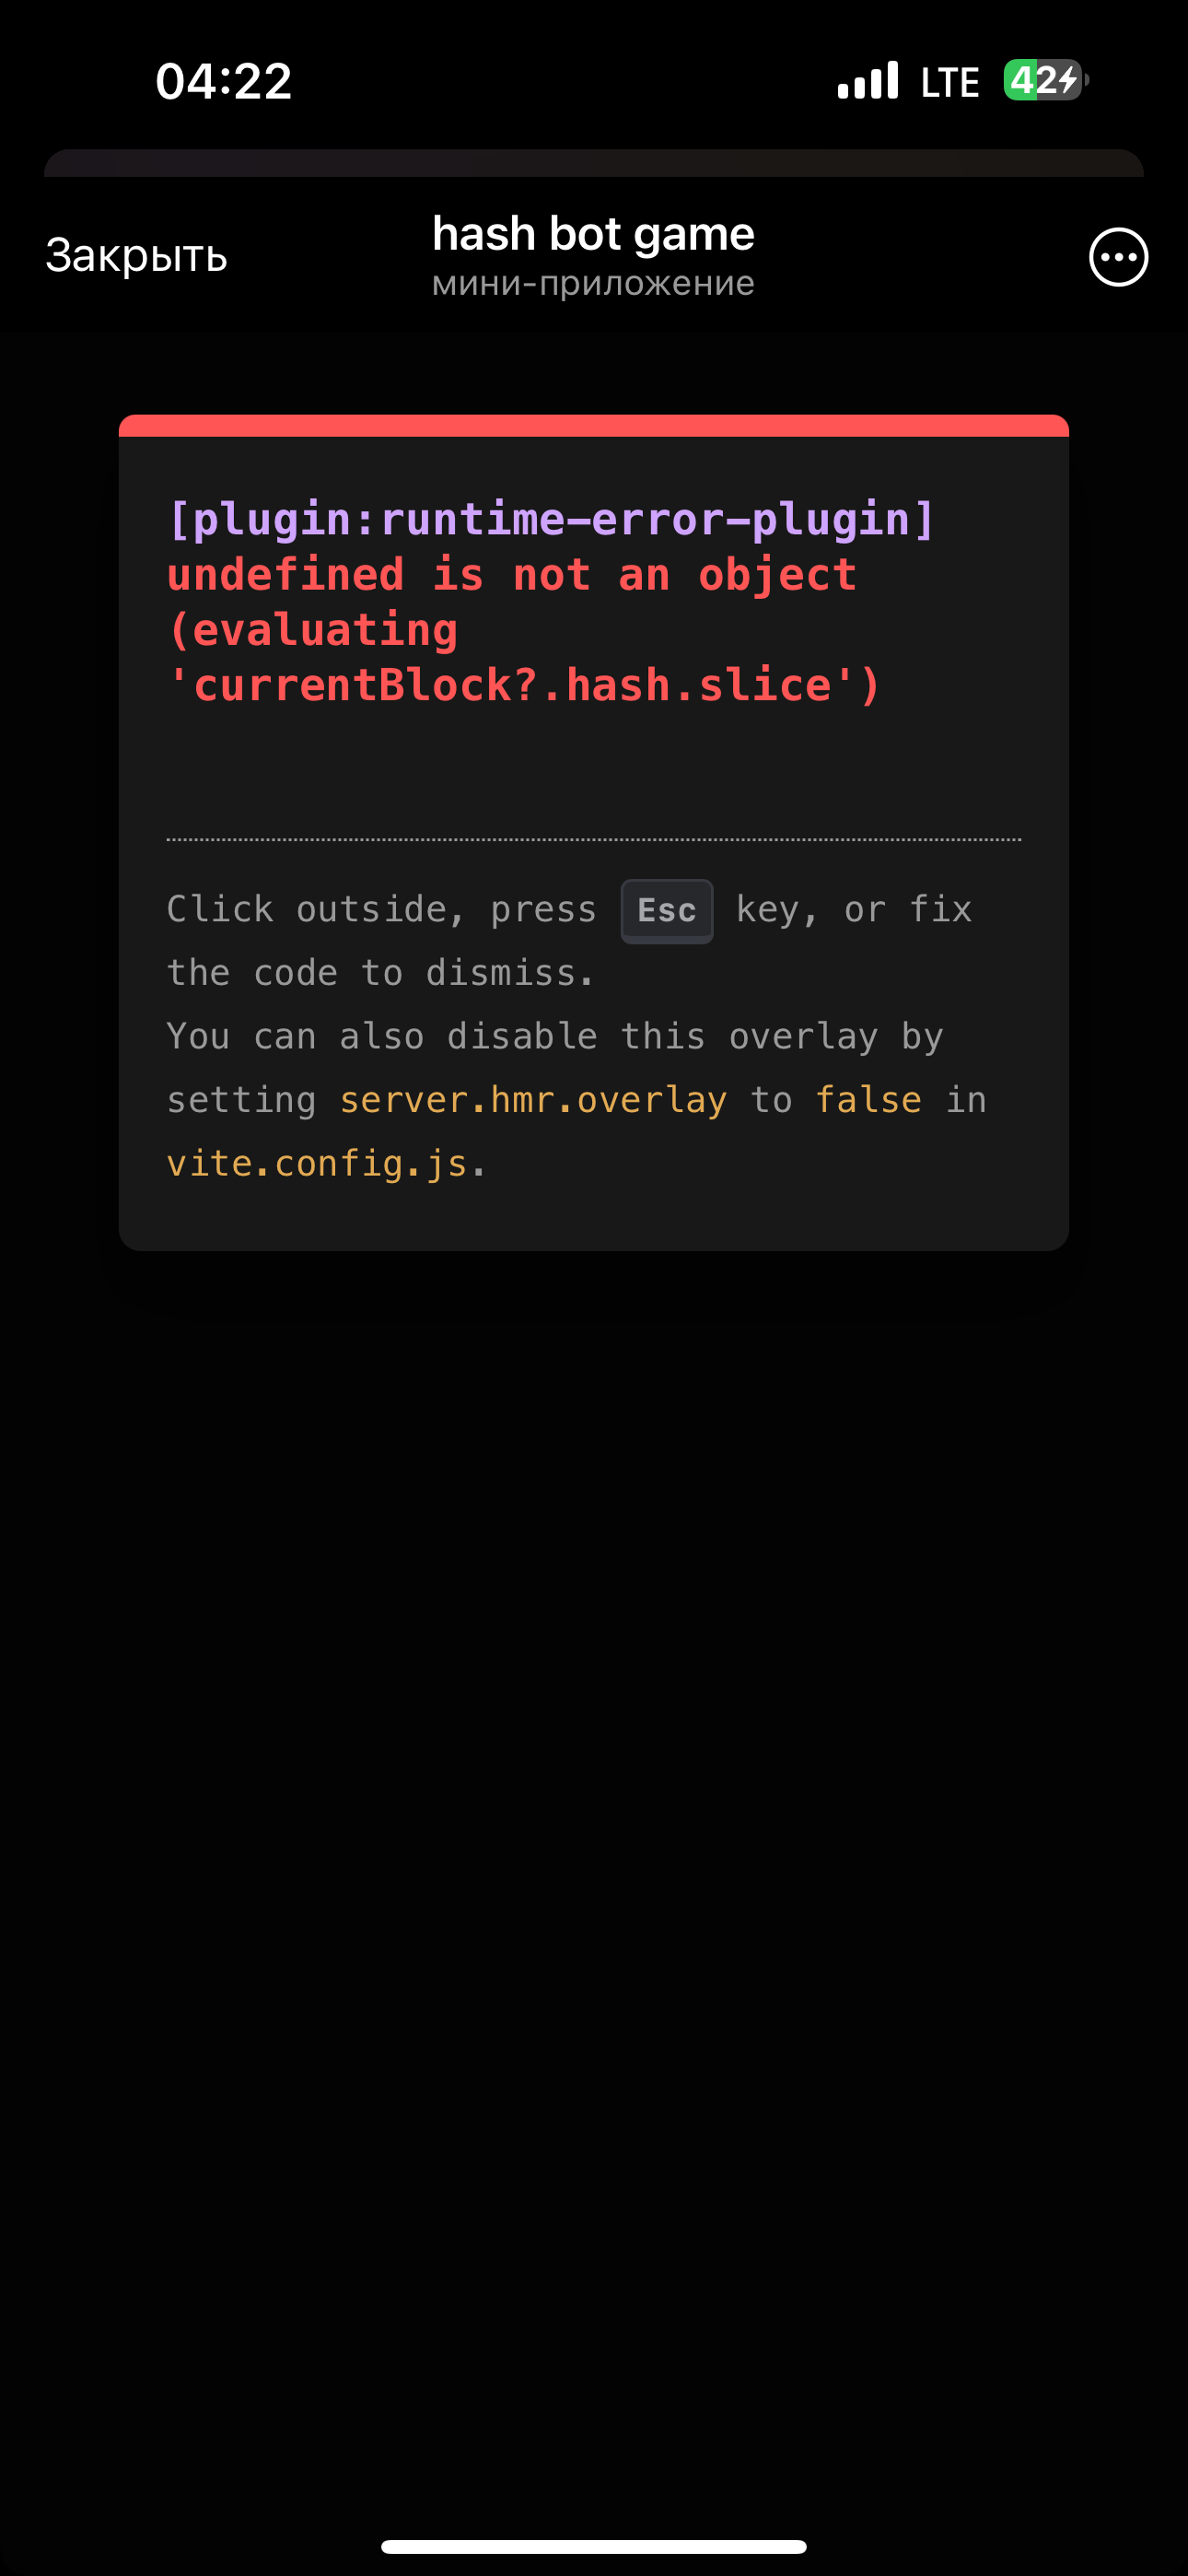 04:22 LTE 42
Закрыть
hash bot game
мини-приложение
[plugin:runtime-error-plugin]
undefined is not an object
(evaluating
'currentBlock?.hash.slice')
Click outside, press Esc key, or fix
the code to dismiss.
You can also disable this overlay by
setting server.hmr.overlay to false in
vite.config.js.